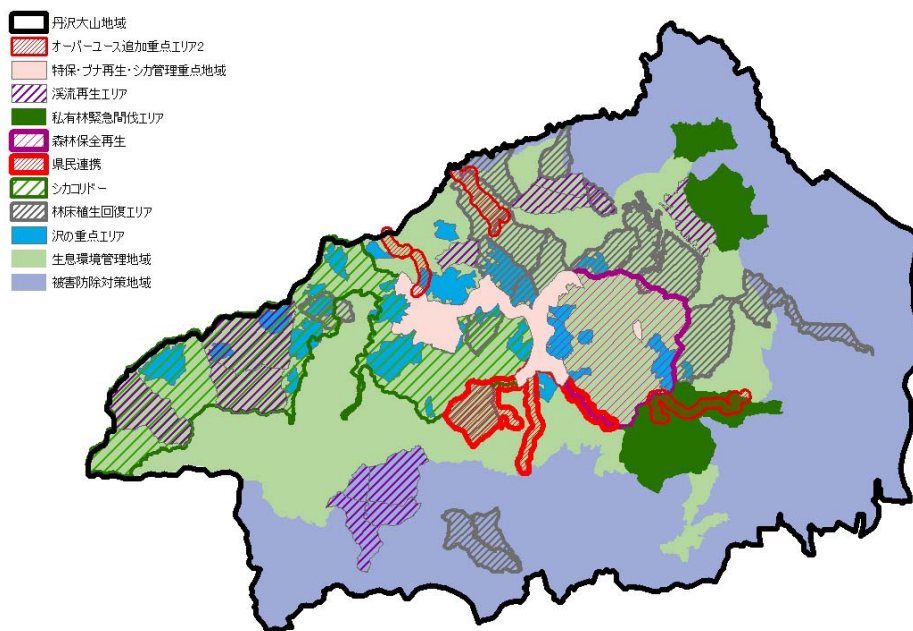 丹沢大山地域
オーバーユース追加重点エリア2
特保・ブナ再生・シカ管理重点地域
渓流再生エリア
私有林緊急間伐エリア
森林保全再生
県民連携
シカコリドー
林床植生回復エリア
沢の重点エリア
生息環境管理地域
被害防除対策地域